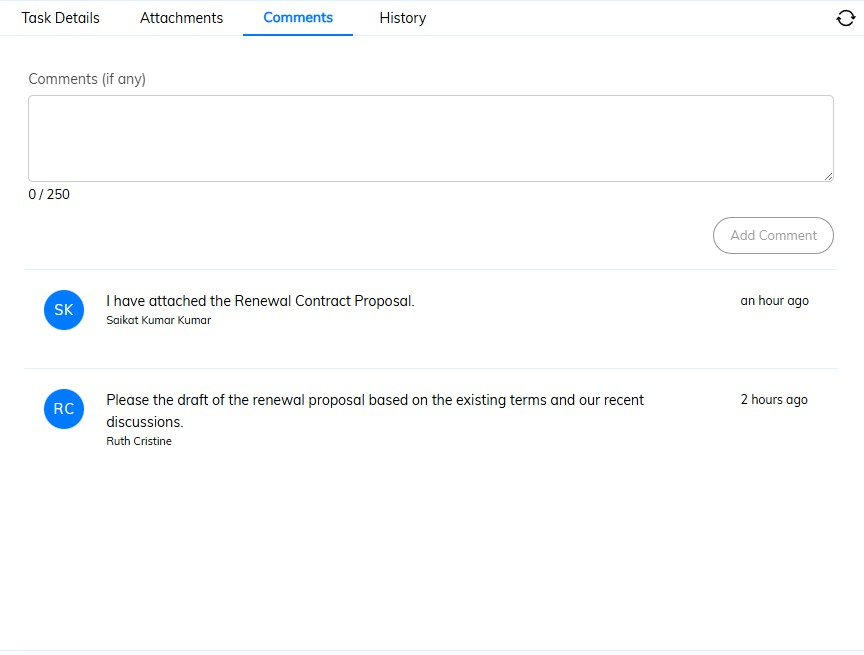 Task Details Attachments Comments History
Comments (if any)
0 / 250
Add Comment
SK
I have attached the Renewal Contract Proposal.
an hour ago
Saikat Kumar Kumar
RC
Please the draft of the renewal proposal based on the existing terms and our recent
discussions.
2 hours ago
Ruth Cristine